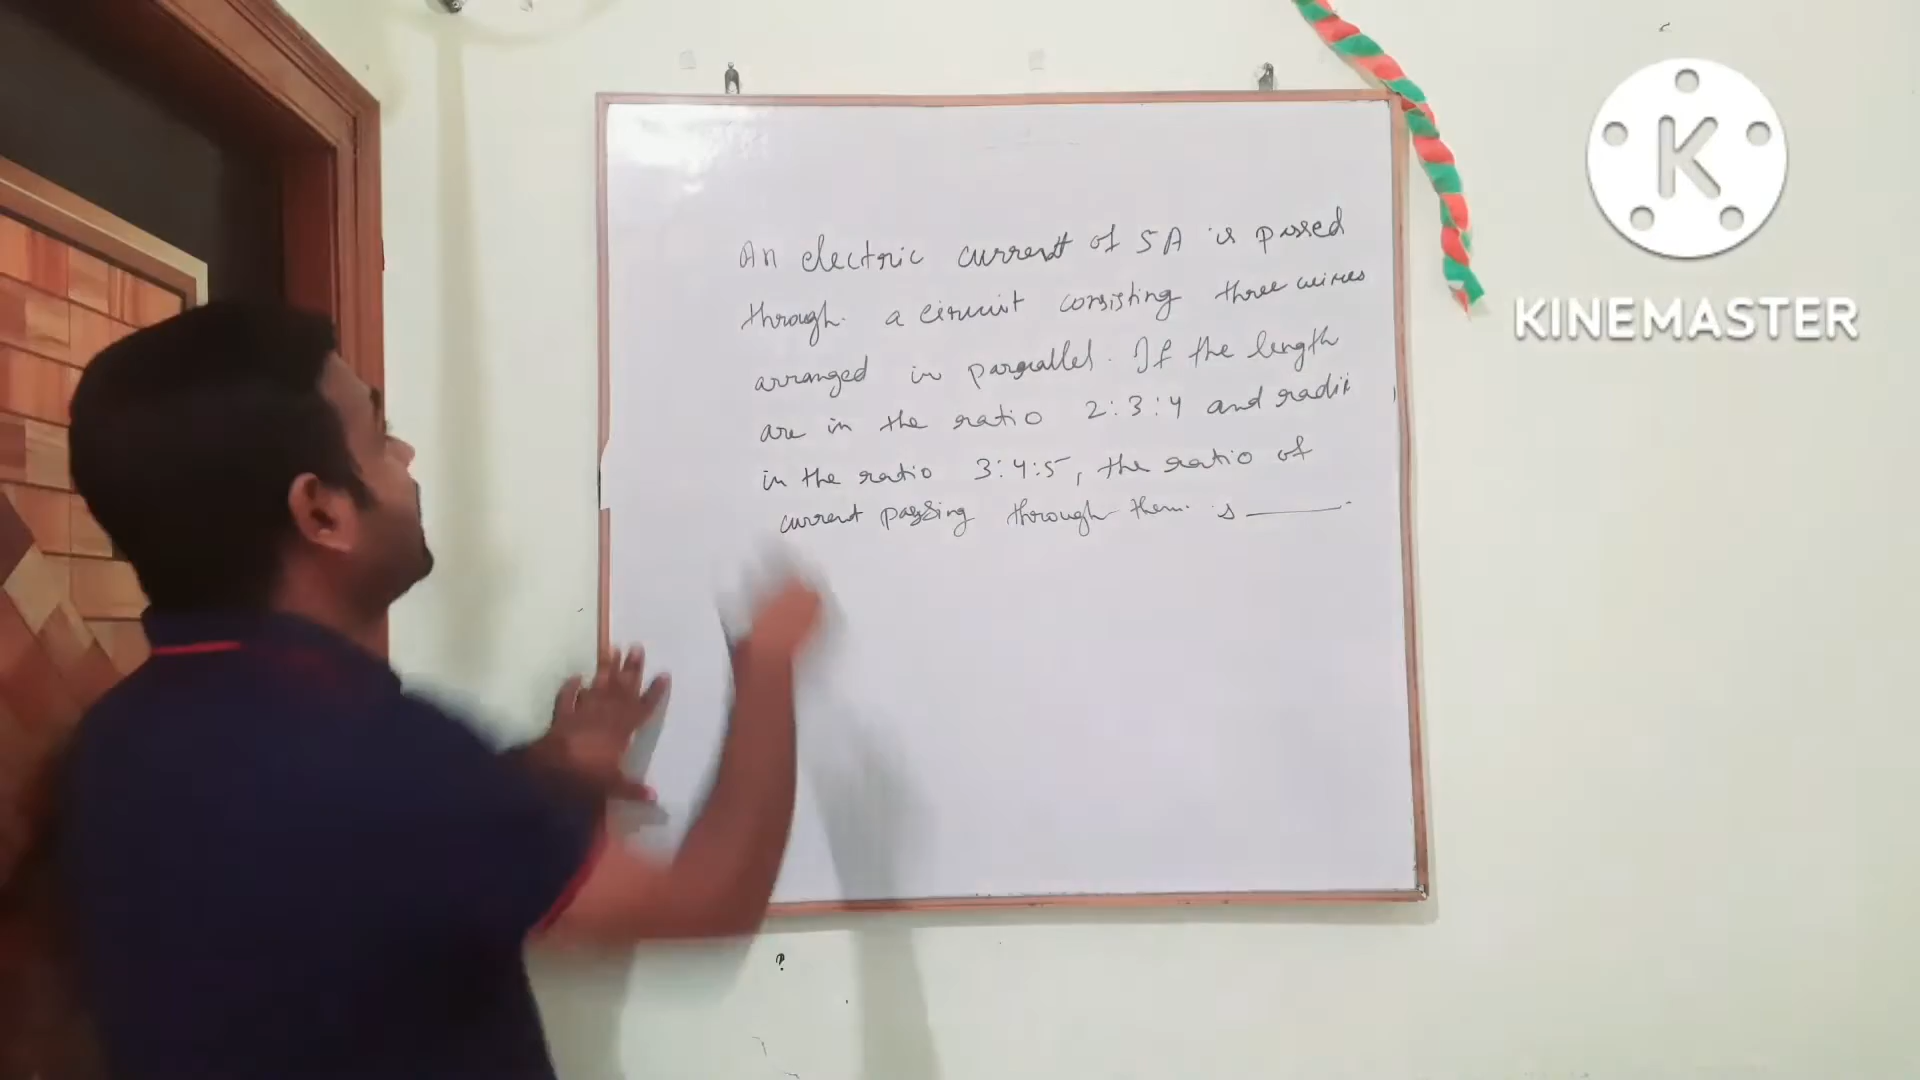 An electric current of 5A is passed
through a circuit consisting three wires
arranged in parallel. If the length
are in the ratio 2:3:4 and radii
in the ratio 3:4:5, the ratio of
current passing through them is ______.
K
KINEMASTER